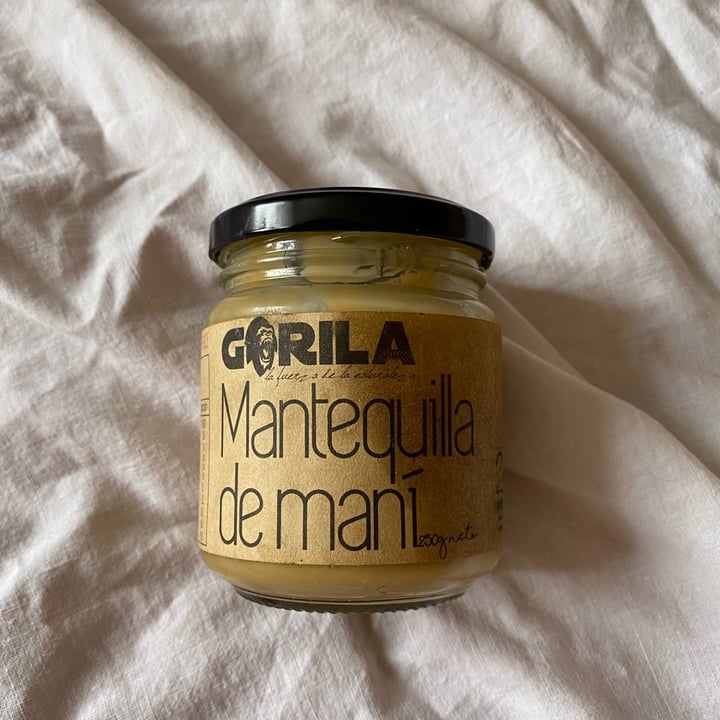 GORILA
la fuerza de la naturaleza
Mantequilla
de maní
250g neto